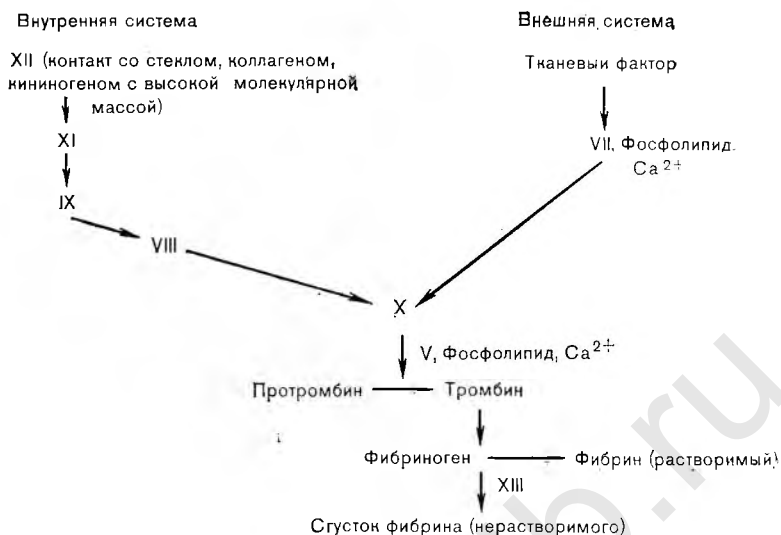 Внутренняя система
Внешняя система
XII (контакт со стеклом, коллагеном,
кининогеном с высокой молекулярной
массой)
Тканевыи фактор
XI
VII, Фосфолипид.
Ca²⁺
IX
VIII
X
V, Фосфолипид, Ca²⁺
Протромбин — Тромбин
Фибриноген — Фибрин (растворимый)
XIII
Сгусток фибрина (нерастворимого)